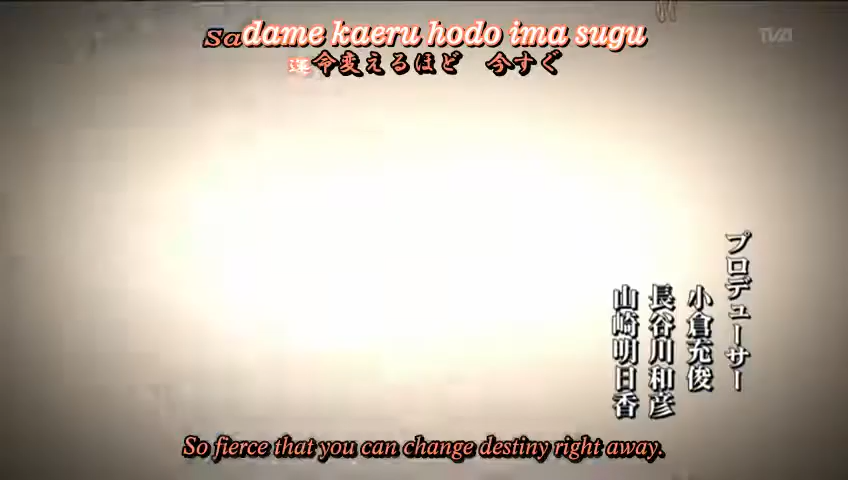 Sadame kaeru hodo ima sugu
運命変えるほど 今すぐ
TVA
プロデューサー
小倉充俊
長谷川和彦
山崎明日香
So fierce that you can change destiny right away.